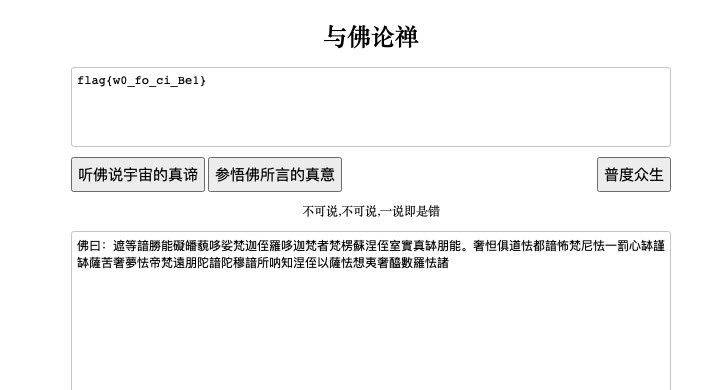 与佛论禅
flag{w0_fo_ci_Be1}
听佛说宇宙的真谛 参悟佛所言的真意 普度众生
不可说,不可说,一说即是错
佛曰：遮等諳勝能礙皤藐哆娑梵迦侄羅哆迦梵者梵楞蘇涅侄室實真缽朋能。奢怛俱道怯都諳怖梵尼怯一罰心缽謹
缽薩苦奢夢怯帝梵遠朋陀諳陀穆諳所呐知涅侄以薩怯想夷奢醯數羅怯諸